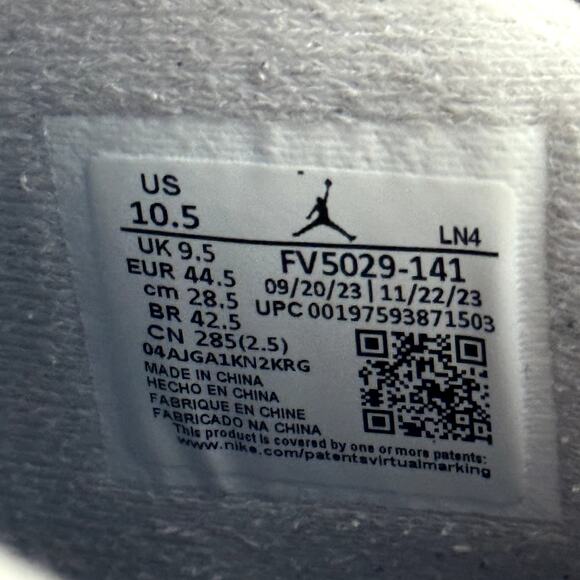 US
10.5
LN4
UK 9.5
FV5029-141
EUR 44.5
09/20/23 | 11/22/23
cm 28.5
UPC 00197593871503
BR 42.5
CN 285(2.5)
04AJGA1KN2KRG
MADE IN CHINA
HECHO EN CHINA
FABRIQUE EN CHINE
FABRICADO NA CHINA
This product is covered by one or more patents:
www.nike.com/patentsvirtualmarking